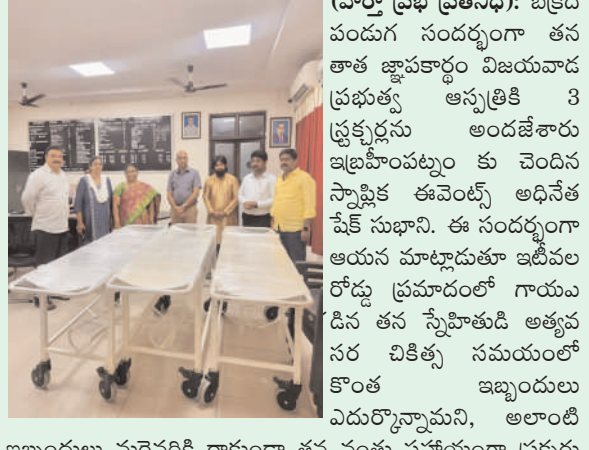 (వార్తా ప్రభ ప్రతినిధి): బక్రీద్
పండుగ సందర్భంగా తన
తాత జ్ఞాపకార్థం విజయవాడ
ప్రభుత్వ ఆస్పత్రికి 3
స్ట్రక్చర్లను అందజేశారు
ఇబ్రహీంపట్నం కు చెందిన
స్నాప్లిక ఈవెంట్స్ అధినేత
షేక్ సుభాని. ఈ సందర్భంగా
ఆయన మాట్లాడుతూ ఇటీవల
రోడ్డు ప్రమాదంలో గాయప
డిన తన స్నేహితుడి అత్యవ
సర చికిత్స సమయంలో
కొంత ఇబ్బందులు
ఎదుర్కొన్నామని, అలాంటి